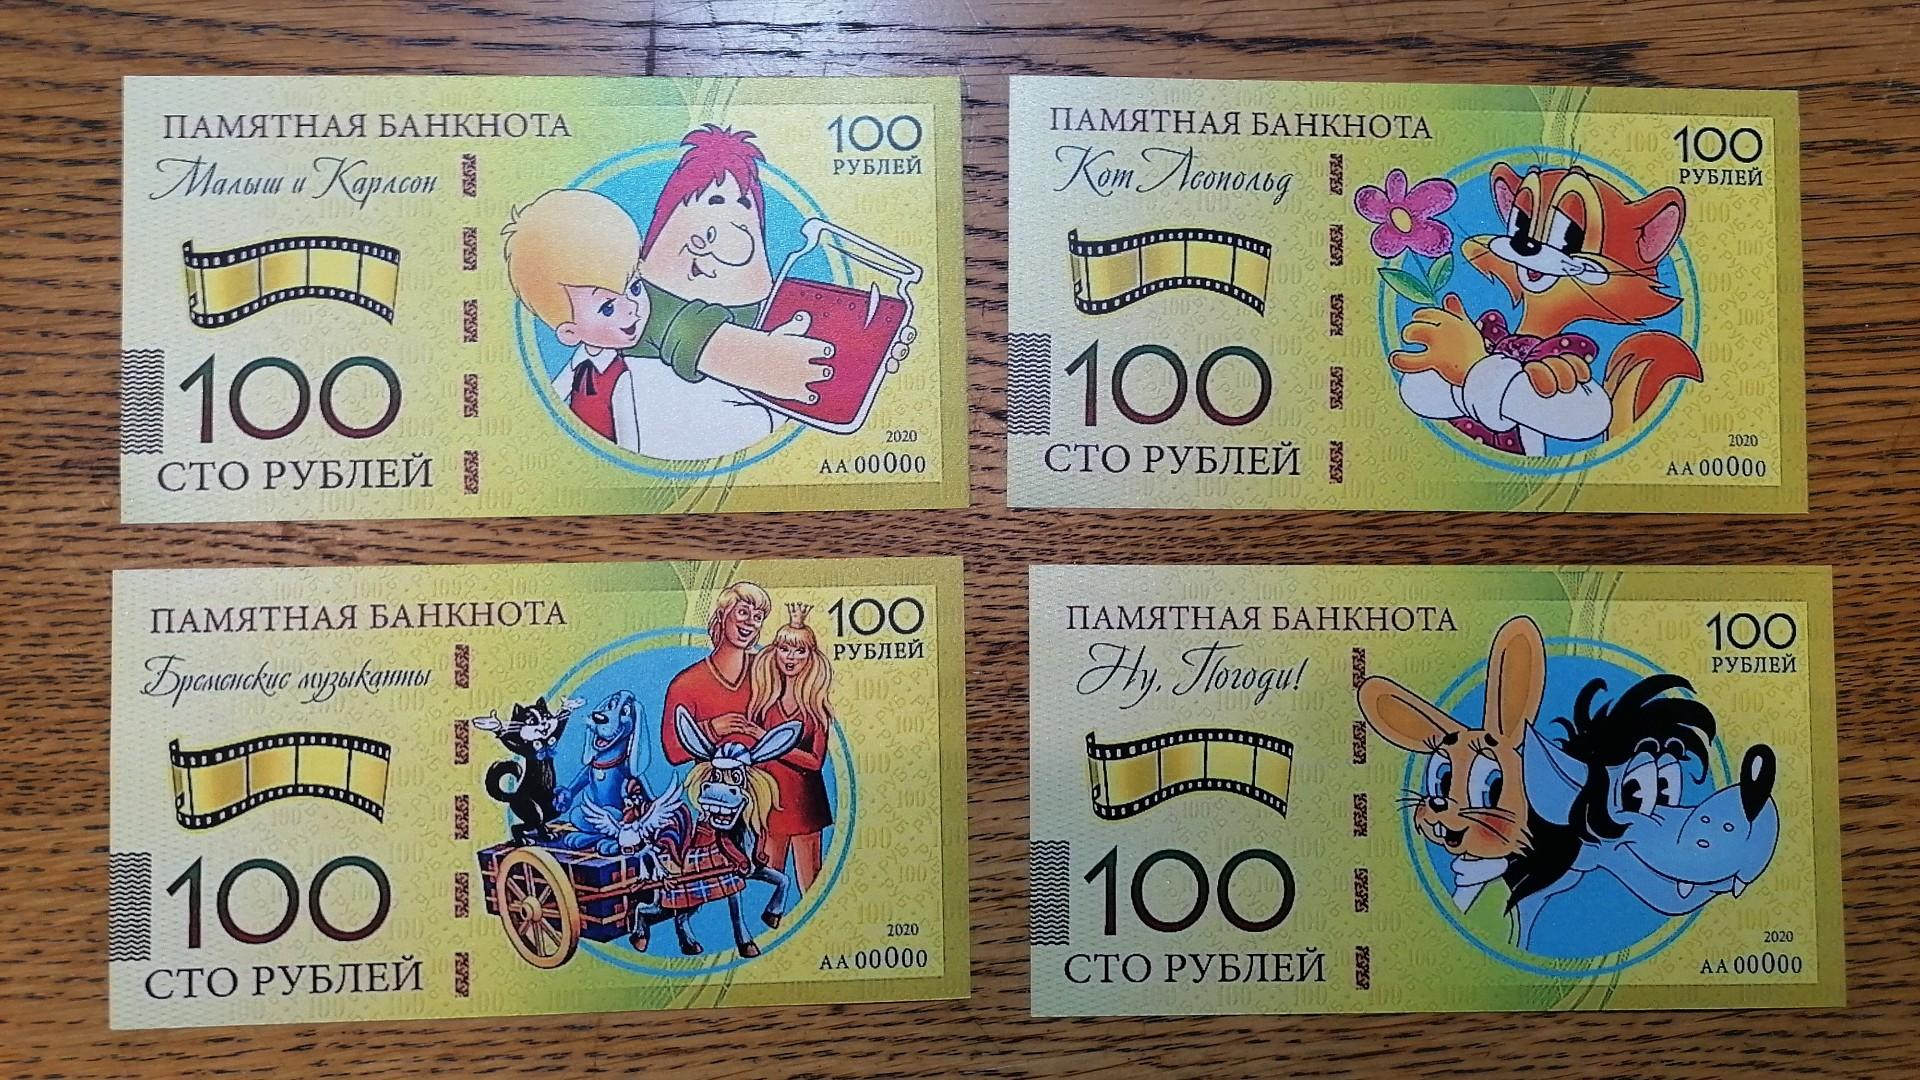 ПАМЯТНАЯ БАНКНОТА
Малыш и Карлсон
100
РУБЛЕЙ
100
СТО РУБЛЕЙ
2020
АА 00000
ПАМЯТНАЯ БАНКНОТА
Кот Леопольд
100
РУБЛЕЙ
100
СТО РУБЛЕЙ
2020
АА 00000
ПАМЯТНАЯ БАНКНОТА
Бременские музыканты
100
РУБЛЕЙ
100
СТО РУБЛЕЙ
2020
АА 00000
ПАМЯТНАЯ БАНКНОТА
Ну, Погоди!
100
РУБЛЕЙ
100
СТО РУБЛЕЙ
2020
АА 00000